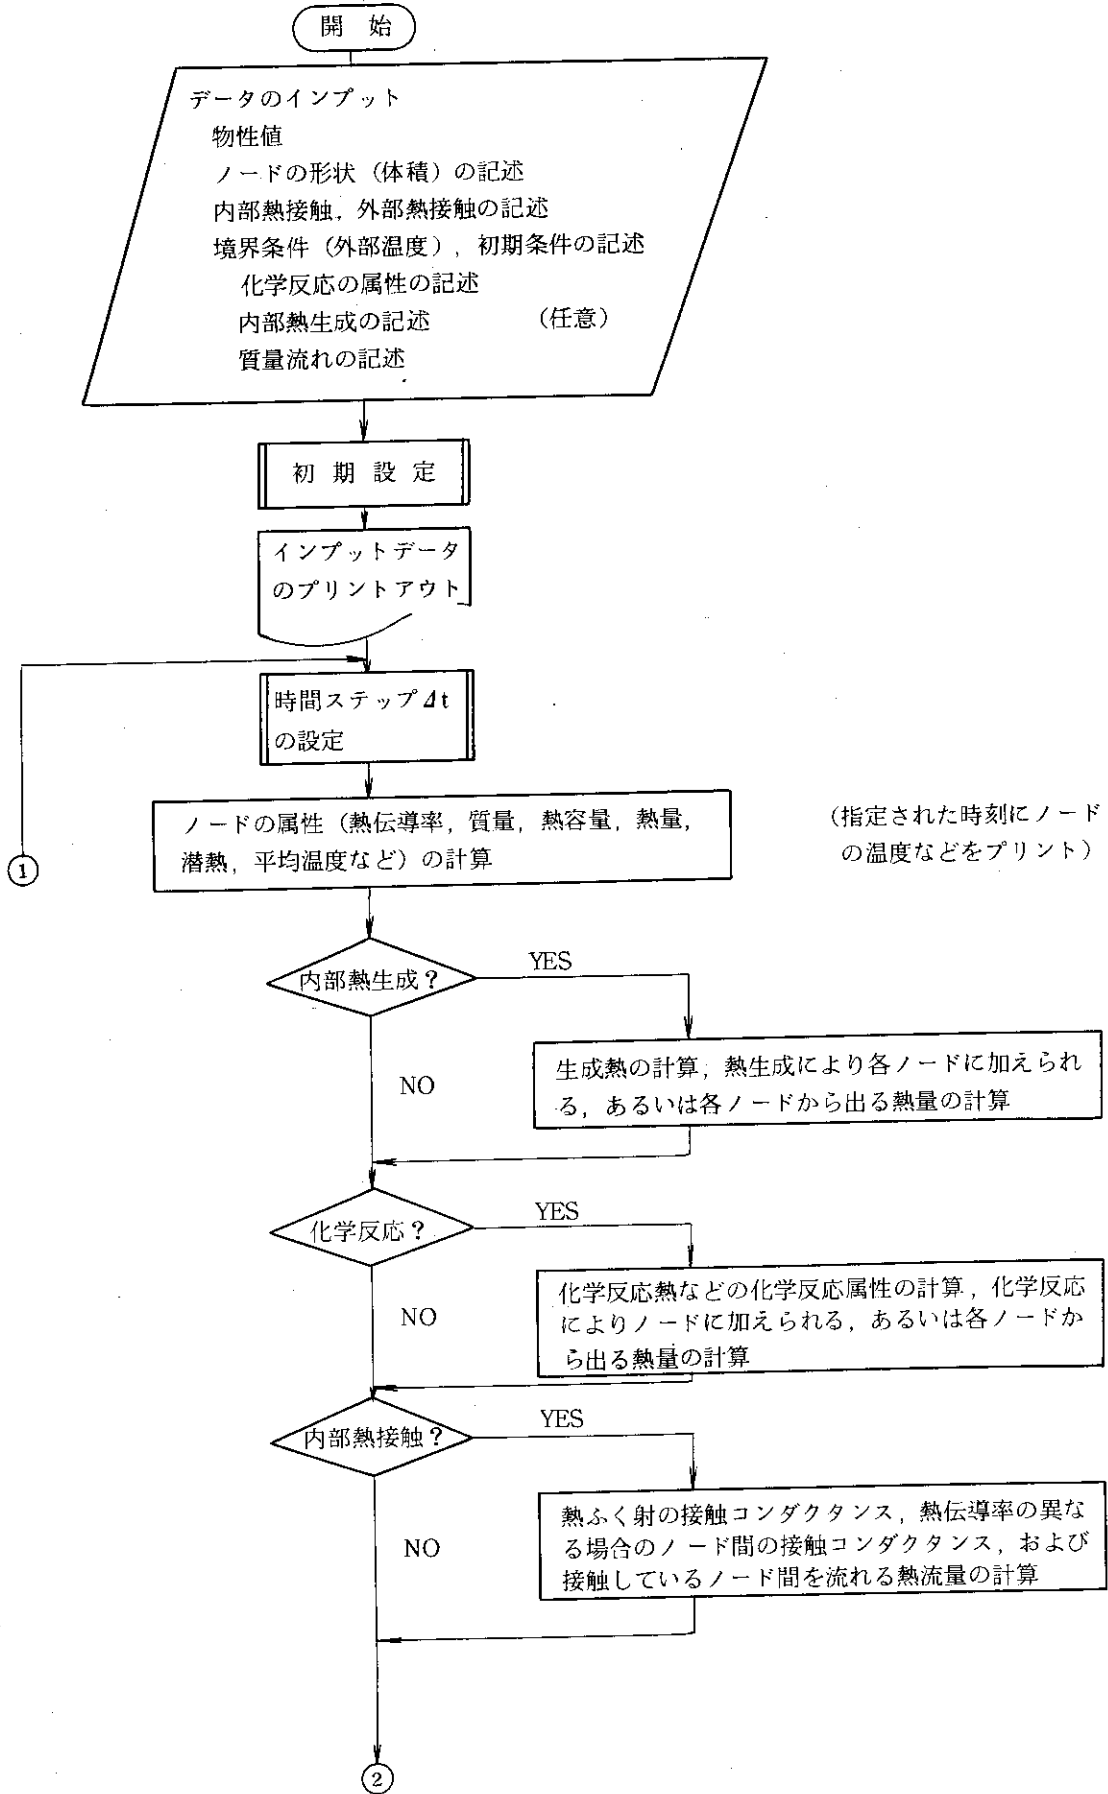 開 始
データのインプット
物性値
ノードの形状（体積）の記述
内部熱接触，外部熱接触の記述
境界条件（外部温度），初期条件の記述
化学反応の属性の記述
内部熱生成の記述 （任意）
質量流れの記述
初 期 設 定
インプットデータ
のプリントアウト
時間ステップΔt
の設定
ノードの属性（熱伝導率，質量，熱容量，熱量，
潜熱，平均温度など）の計算
（指定された時刻にノード
の温度などをプリント）
①
内部熱生成？
YES
NO
生成熱の計算，熱生成により各ノードに加えられ
る，あるいは各ノードから出る熱量の計算
化学反応？
YES
NO
化学反応熱などの化学反応属性の計算，化学反応
によりノードに加えられる，あるいは各ノードか
ら出る熱量の計算
内部熱接触？
YES
NO
熱ふく射の接触コンダクタンス，熱伝導率の異な
る場合のノード間の接触コンダクタンス，および
接触しているノード間を流れる熱流量の計算
②